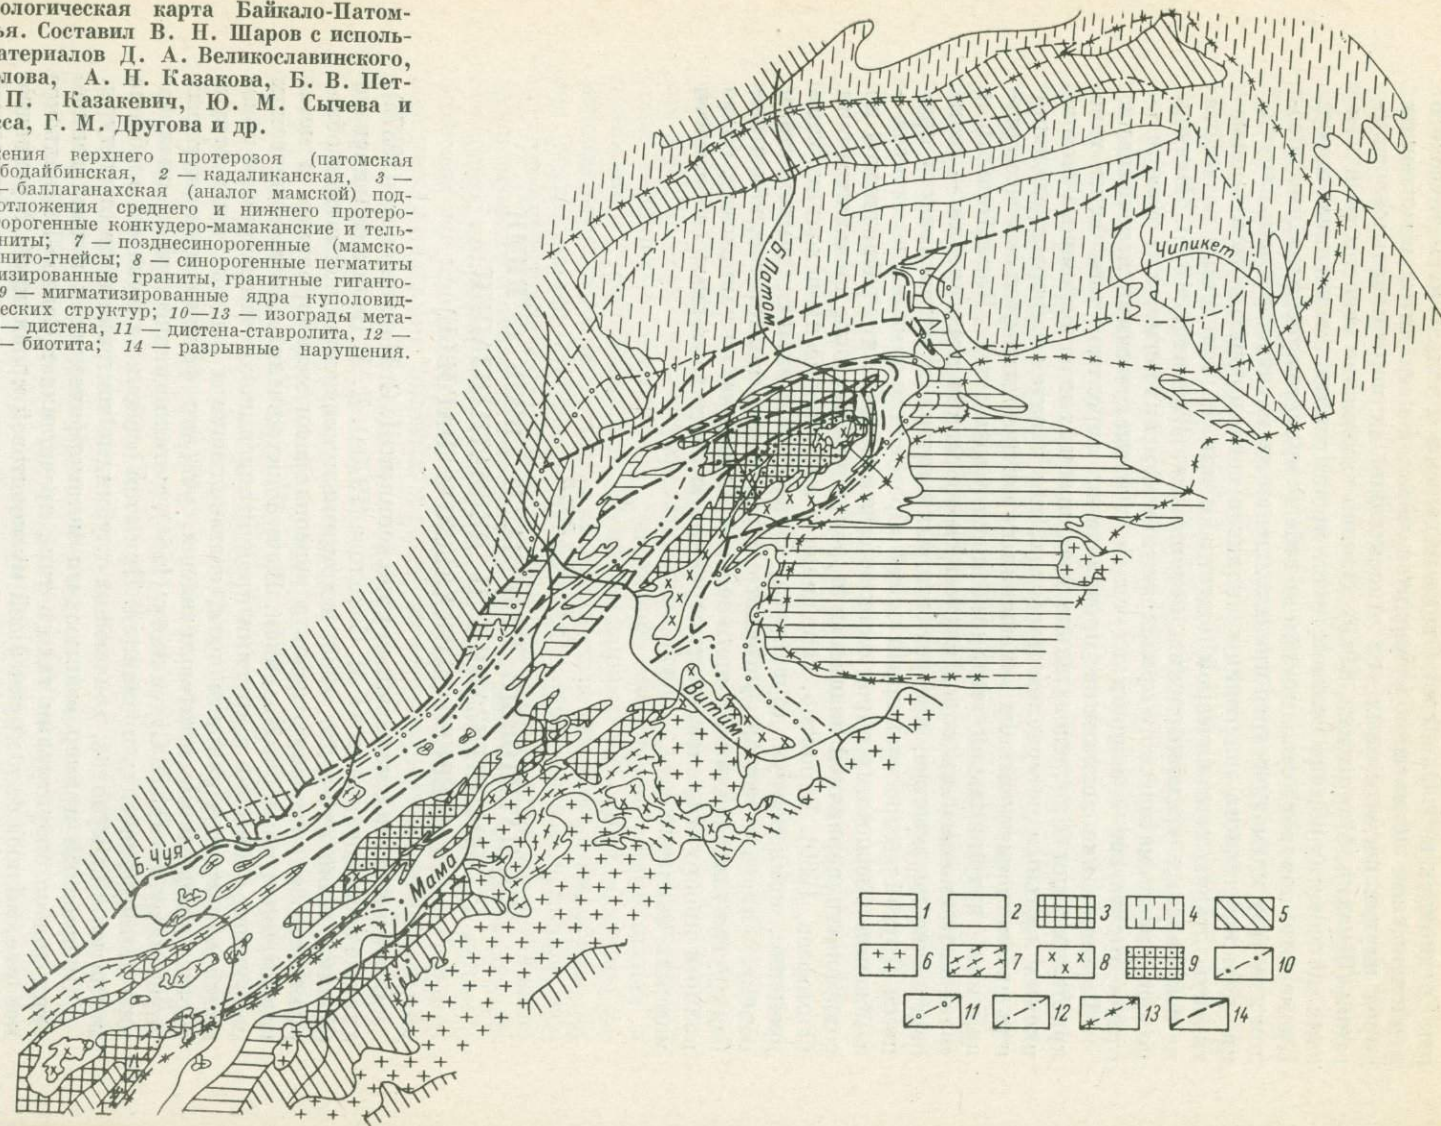 ологическая карта Байкало-Патом-
ья. Составил В. Н. Шаров с исполь-
атериалов Д. А. Великославинского,
лова, А. Н. Казакова, Б. В. Пет-
П. Казакевич, Ю. М. Сычева и
сса, Г. М. Другова и др.
ения верхнего протерозоя (патомская
бодайбинская, 2 — кадаликанская, 3 —
— баллаганахская (аналог мамской) под-
отложения среднего и нижнего протеро-
орогенные конкудеро-мамаканские и тель-
ниты; 7 — позднесинорогенные (мамско-
нито-гнейсы; 8 — синорогенные пегматиты
изированные граниты, гранитные гиганто-
9 — мигматизированные ядра куполовид-
еских структур; 10—13 — изограды мета-
— дистена, 11 — дистена-ставролита, 12 —
— биотита; 14 — разрывные нарушения.
Б. Патом
Чипикет
Витим
Б. Чуя
Мама
1 2 3 4 5
6 7 8 9 10
11 12 13 14